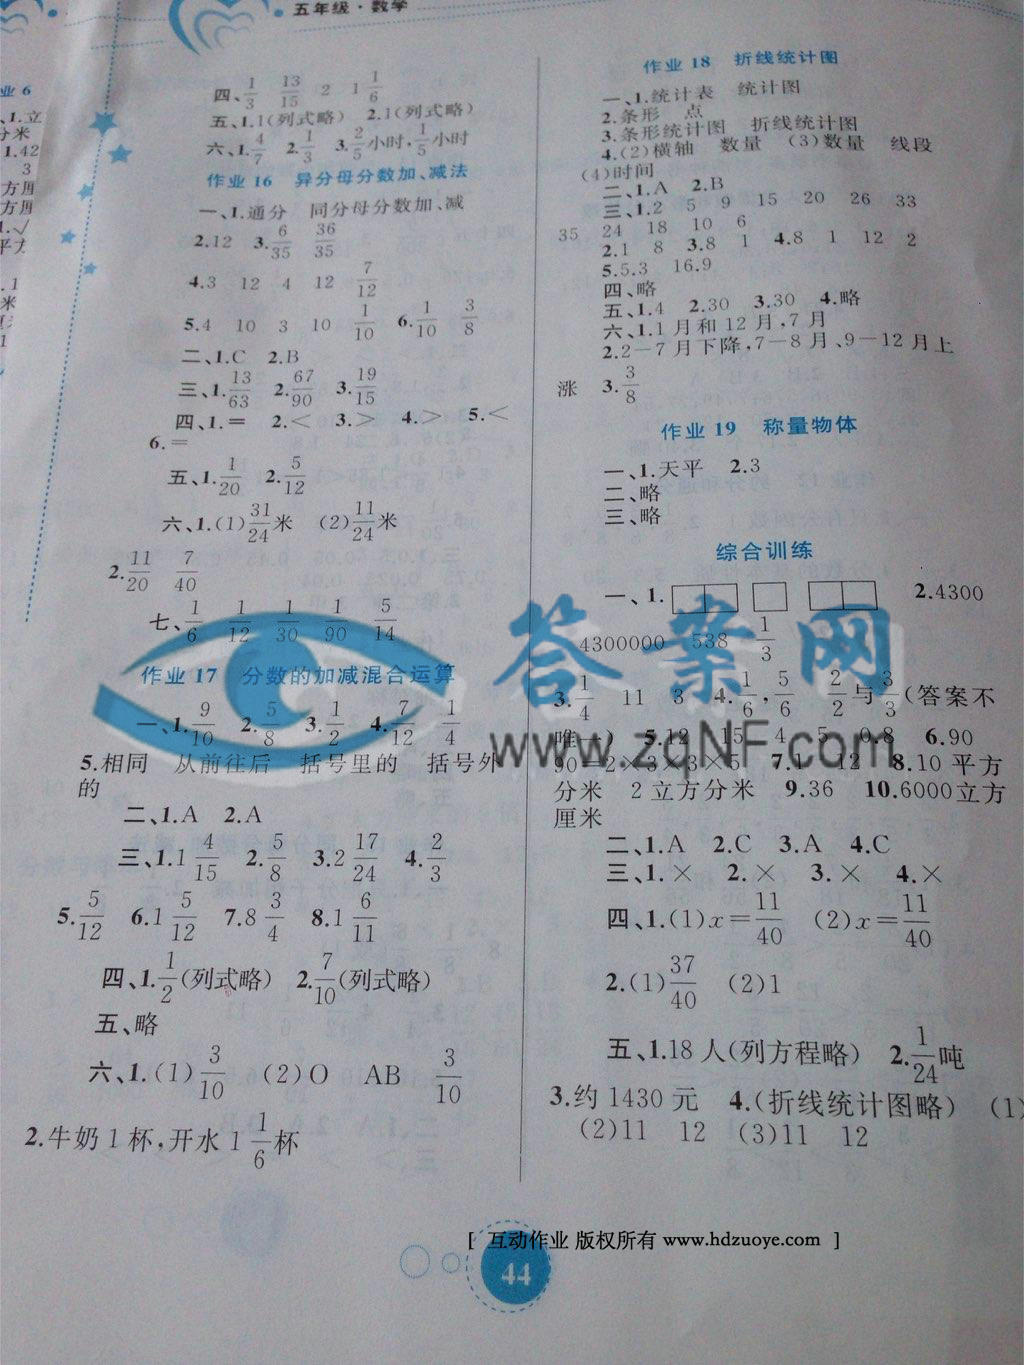 五年级·数学
业 6
、1.立
分米
1.42
3
方厘
方厘
平方
四、1/3 13/15 2 1 1/6
五、1.1(列式略) 2.1(列式略)
六、1.4/7 2.1/3 3.2/5小时,1/5小时
作业 16 异分母分数加、减法
一、1.通分 同分母分数加、减
2.12 3.6/35 36/35
4.3 12 4 12 7/12
5.4 10 3 10 1/10 6.1/10 3/8
二、1.C 2.B
三、1.13/63 2.67/90 3.19/15
四、1.= 2.< 3.> 4.> 5.<
6.=
五、1.1/20 2.5/12
六、1.(1)31/24米 (2)11/24米
2.11/20 7/40
七、1/6 1/12 1/30 1/90 5/14
作业 17 分数的加减混合运算
一、1.9/10 2.5/8 3.1/2 4.7/12 1/4
5.相同 从前往后 括号里的 括号外
的
二、1.A 2.A
三、1.1 4/15 2.5/8 3.2 17/24 4.2/3
5.5/12 6.1 5/12 7.8 3/4 8.1 6/11
四、1.1/2(列式略) 2.7/10(列式略)
五、略
六、1.(1)3/10 (2)O AB 3/10
2.牛奶 1 杯,开水 1 1/6 杯
作业 18 折线统计图
一、1.统计表 统计图
2.条形 点
3.条形统计图 折线统计图
4.(2)横轴 数量 (3)数量 线段
(4)时间
二、1.A 2.B
三、1.2 5 9 15 20 26 33
35 24 18 10 6
2.1 8 3.8 1 4.8 1 12 2
5.5.3 16.9
四、略
五、1.4 2.30 3.30 4.略
六、1.1 月和 12 月,7 月
2.2－7 月下降,7－8 月、9－12 月上
涨 3.3/8
作业 19 称量物体
一、1.天平 2.3
二、略
三、略
综合训练
一、1. 2.4300
4300000 538 1/3
3.1/4 11 3 4.1/6,5/6 2/2与3/3(答案不
唯一) 5.12 15 4 5 0.8 6.90
90=2×3×3×5 7.1 12 8.10 平方
分米 2 立方分米 9.36 10.6000立方
厘米
二、1.A 2.C 3.A 4.C
三、1.× 2.× 3.× 4.×
四、1.(1)x=11/40 (2)x=11/40
2.(1)37/40 (2)1
五、1.18 人(列方程略) 2.1/24吨
3.约 1430 元 4.(折线统计图略) (1)
(2)11 12 (3)11 12
答案网
www.zqNF.com
[ 互动作业 版权所有 www.hdzuoye.com ]
44